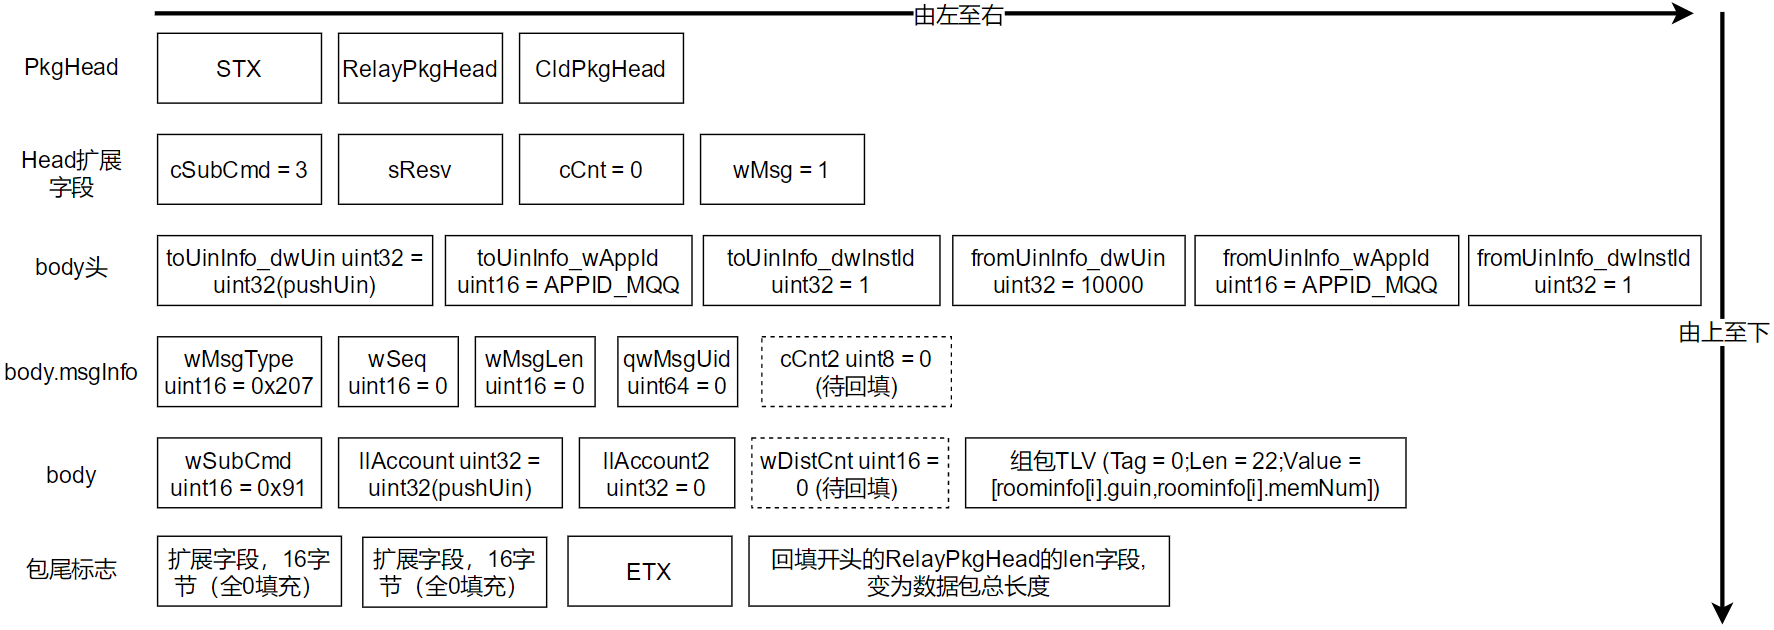 由左至右
PkgHead
STX
RelayPkgHead
CldPkgHead
Head扩展
字段
cSubCmd = 3
sResv
cCnt = 0
wMsg = 1
body头
toUinInfo_dwUin uint32 =
uint32(pushUin)
toUinInfo_wAppId
uint16 = APPID_MQQ
toUinInfo_dwInstId
uint32 = 1
fromUinInfo_dwUin
uint32 = 10000
fromUinInfo_wAppId
uint16 = APPID_MQQ
fromUinInfo_dwInstId
uint32 = 1
由上至下
body.msgInfo
wMsgType
uint16 = 0x207
wSeq
uint16 = 0
wMsgLen
uint16 = 0
qwMsgUid
uint64 = 0
cCnt2 uint8 = 0
(待回填)
body
wSubCmd
uint16 = 0x91
llAccount uint32 =
uint32(pushUin)
llAccount2
uint32 = 0
wDistCnt uint16 =
0 (待回填)
组包TLV (Tag = 0;Len = 22;Value =
[roominfo[i].guin,roominfo[i].memNum])
包尾标志
扩展字段，16字
节（全0填充）
扩展字段，16字
节（全0填充）
ETX
回填开头的RelayPkgHead的len字段,
变为数据包总长度